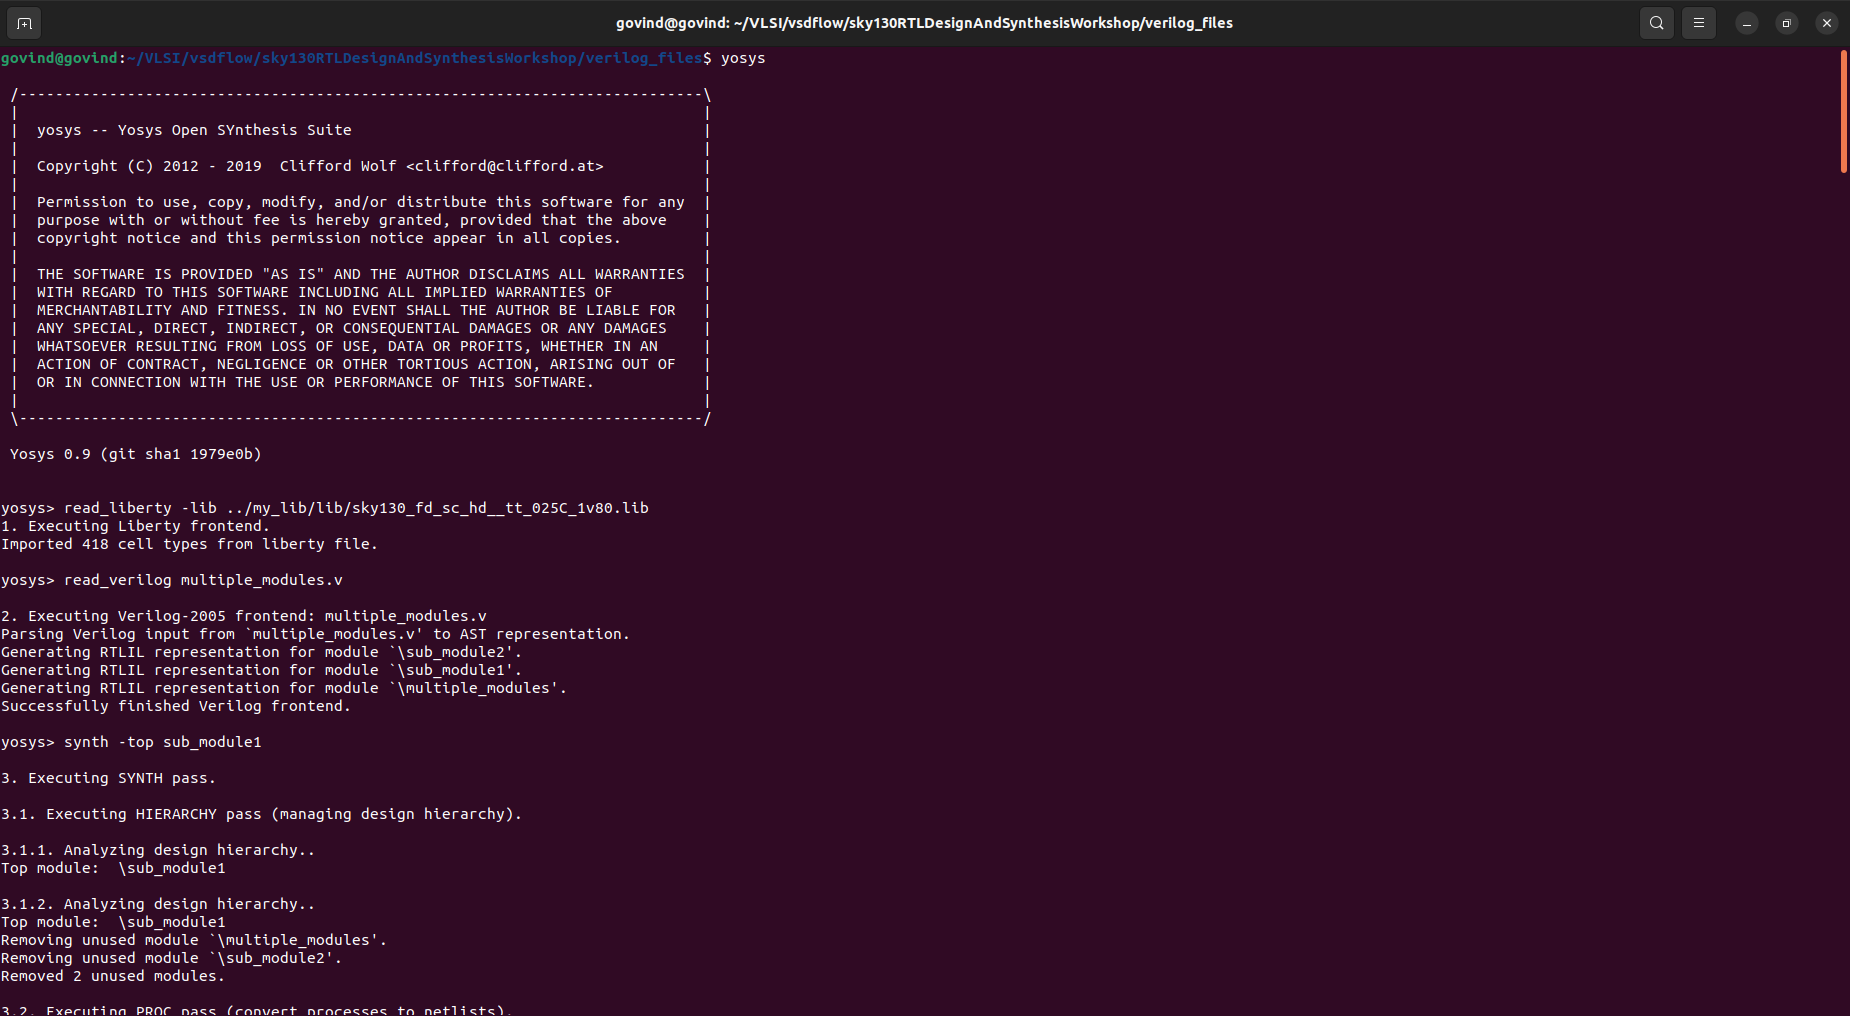 govind@govind: ~/VLSI/vsdflow/sky130RTLDesignAndSynthesisWorkshop/verilog_files
govind@govind:~/VLSI/vsdflow/sky130RTLDesignAndSynthesisWorkshop/verilog_files$ yosys
/----------------------------------------------------------------------------\
|                                                                            |
|  yosys -- Yosys Open SYnthesis Suite                                       |
|                                                                            |
|  Copyright (C) 2012 - 2019  Clifford Wolf <clifford@clifford.at>           |
|                                                                            |
|  Permission to use, copy, modify, and/or distribute this software for any  |
|  purpose with or without fee is hereby granted, provided that the above    |
|  copyright notice and this permission notice appear in all copies.         |
|                                                                            |
|  THE SOFTWARE IS PROVIDED "AS IS" AND THE AUTHOR DISCLAIMS ALL WARRANTIES  |
|  WITH REGARD TO THIS SOFTWARE INCLUDING ALL IMPLIED WARRANTIES OF          |
|  MERCHANTABILITY AND FITNESS. IN NO EVENT SHALL THE AUTHOR BE LIABLE FOR   |
|  ANY SPECIAL, DIRECT, INDIRECT, OR CONSEQUENTIAL DAMAGES OR ANY DAMAGES    |
|  WHATSOEVER RESULTING FROM LOSS OF USE, DATA OR PROFITS, WHETHER IN AN     |
|  ACTION OF CONTRACT, NEGLIGENCE OR OTHER TORTIOUS ACTION, ARISING OUT OF   |
|  OR IN CONNECTION WITH THE USE OR PERFORMANCE OF THIS SOFTWARE.            |
|                                                                            |
\----------------------------------------------------------------------------/
Yosys 0.9 (git sha1 1979e0b)
yosys> read_liberty -lib ../my_lib/lib/sky130_fd_sc_hd__tt_025C_1v80.lib
1. Executing Liberty frontend.
Imported 418 cell types from liberty file.
yosys> read_verilog multiple_modules.v
2. Executing Verilog-2005 frontend: multiple_modules.v
Parsing Verilog input from `multiple_modules.v' to AST representation.
Generating RTLIL representation for module `\sub_module2'.
Generating RTLIL representation for module `\sub_module1'.
Generating RTLIL representation for module `\multiple_modules'.
Successfully finished Verilog frontend.
yosys> synth -top sub_module1
3. Executing SYNTH pass.
3.1. Executing HIERARCHY pass (managing design hierarchy).
3.1.1. Analyzing design hierarchy..
Top module:  \sub_module1
3.1.2. Analyzing design hierarchy..
Top module:  \sub_module1
Removing unused module `\multiple_modules'.
Removing unused module `\sub_module2'.
Removed 2 unused modules.
3.2. Executing PROC pass (convert processes to netlists).